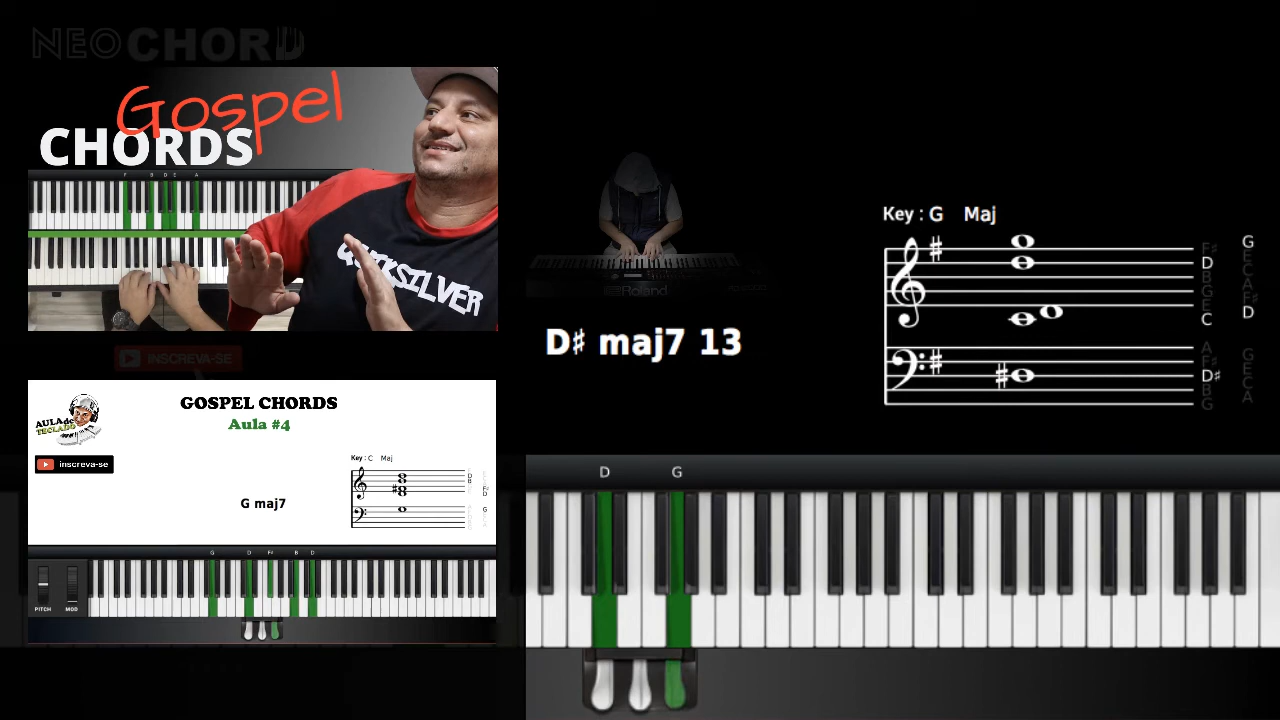 NEOCHORD
Gospel
CHORDS
F B D E A
QUIKSILVER
INSCREVA-SE
Roland
D♯ maj7 13
Key : G Maj
F♯
D
B
G
E
C
A
F♯
D♯
B
G
G
E
C
A
F♯
D
G
E
C
A
D G
AULA de
TECLADO
inscreva-se
GOSPEL CHORDS
Aula #4
Key : C Maj
G maj7
D
B
F♯
D
G
G D F♯ B D
PITCH MOD